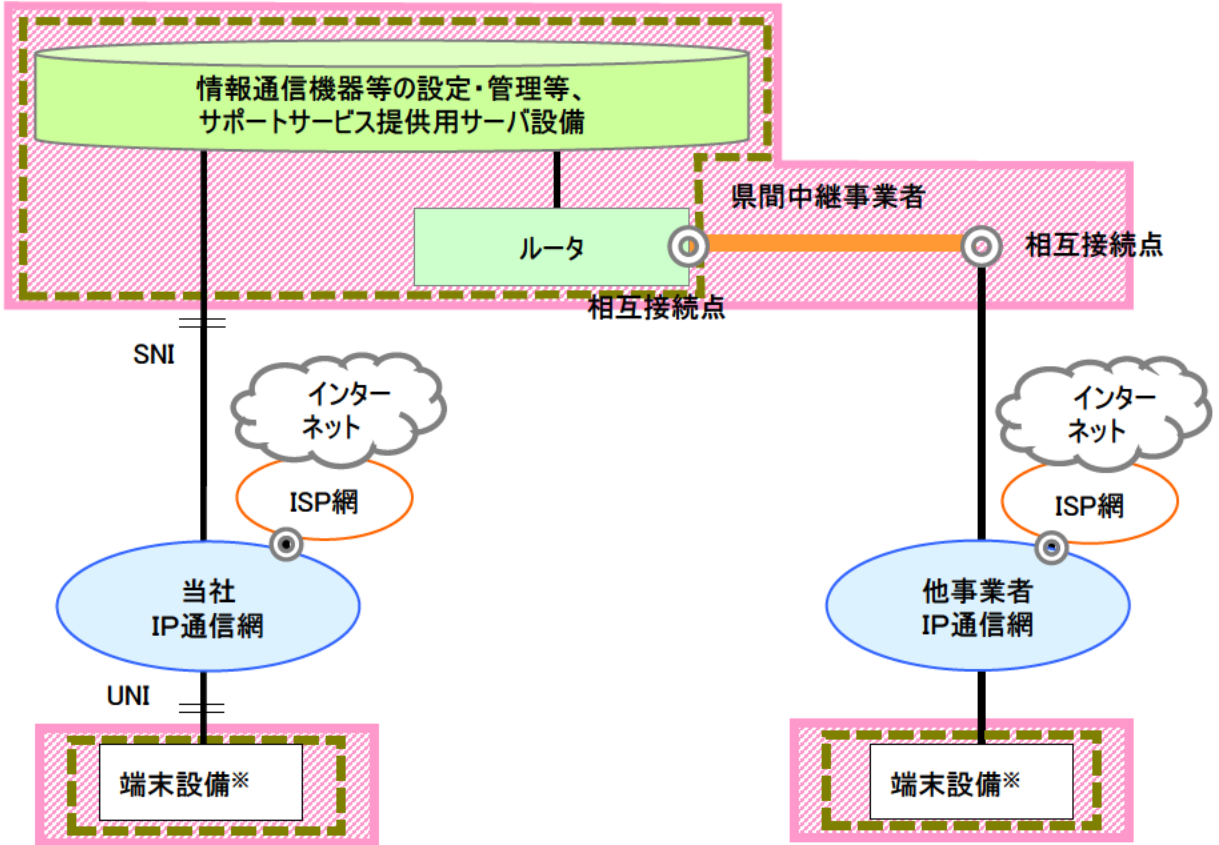 情報通信機器等の設定・管理等、
サポートサービス提供用サーバ設備
県間中継事業者
ルータ
相互接続点
相互接続点
SNI
インター
ネット
インター
ネット
ISP網
ISP網
当社
IP通信網
他事業者
IP通信網
UNI
端末設備※
端末設備※